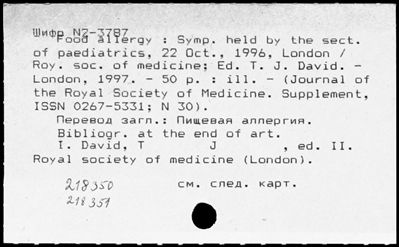 Шифр N2-3787
Food allergy : Symp. held by the sect.
of paediatrics, 22 Oct., 1996, London /
Roy. soc. of medicine; Ed. T. J. David. -
London, 1997. - 50 p. : ill. - (Journal of
the Royal Society of Medicine. Supplement,
ISSN 0267-5331; N 30).
Перевод загл.: Пищевая аллергия.
Bibliogr. at the end of art.
I. David, T J , ed. II.
Royal society of medicine (London).
218350 см. след. карт.
218351